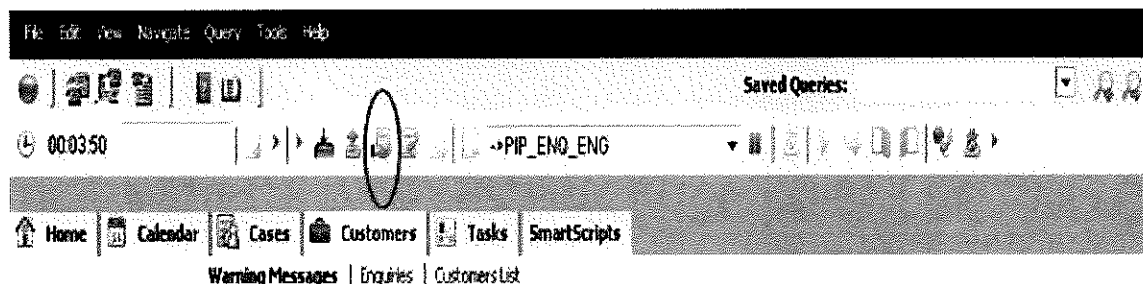 File Edit View Navigate Query Tools Help
Saved Queries:
00:03:50 ->PIP_ENQ_ENG
Home Calendar Cases Customers Tasks SmartScripts
Warning Messages | Enquiries | Customers List